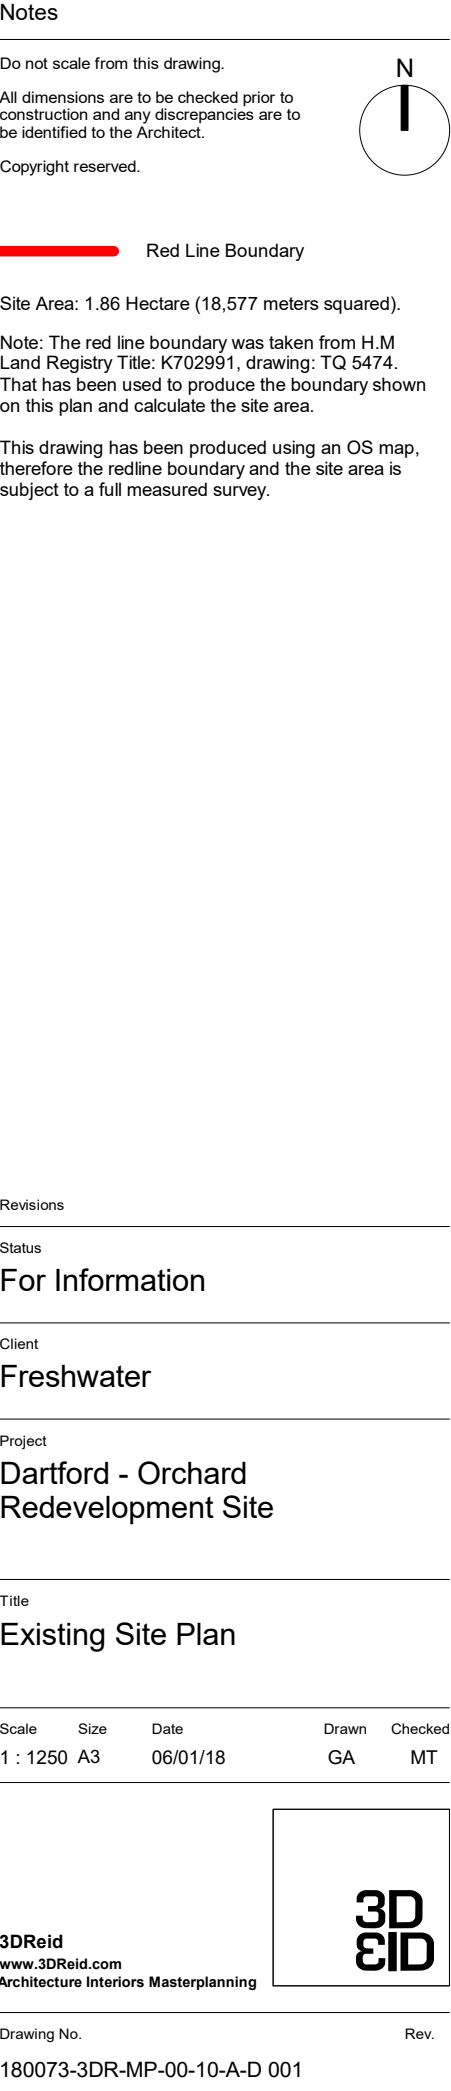 Notes
Do not scale from this drawing.
N
All dimensions are to be checked prior to
construction and any discrepancies are to
be identified to the Architect.
Copyright reserved.
Red Line Boundary
Site Area: 1.86 Hectare (18,577 meters squared).
Note: The red line boundary was taken from H.M
Land Registry Title: K702991, drawing: TQ 5474.
That has been used to produce the boundary shown
on this plan and calculate the site area.
This drawing has been produced using an OS map,
therefore the redline boundary and the site area is
subject to a full measured survey.
Revisions
Status
For Information
Client
Freshwater
Project
Dartford - Orchard
Redevelopment Site
Title
Existing Site Plan
Scale Size Date Drawn Checked
1 : 1250 A3 06/01/18 GA MT
3DReid
www.3DReid.com
Architecture Interiors Masterplanning
3D
Drawing No. Rev.
180073-3DR-MP-00-10-A-D 001